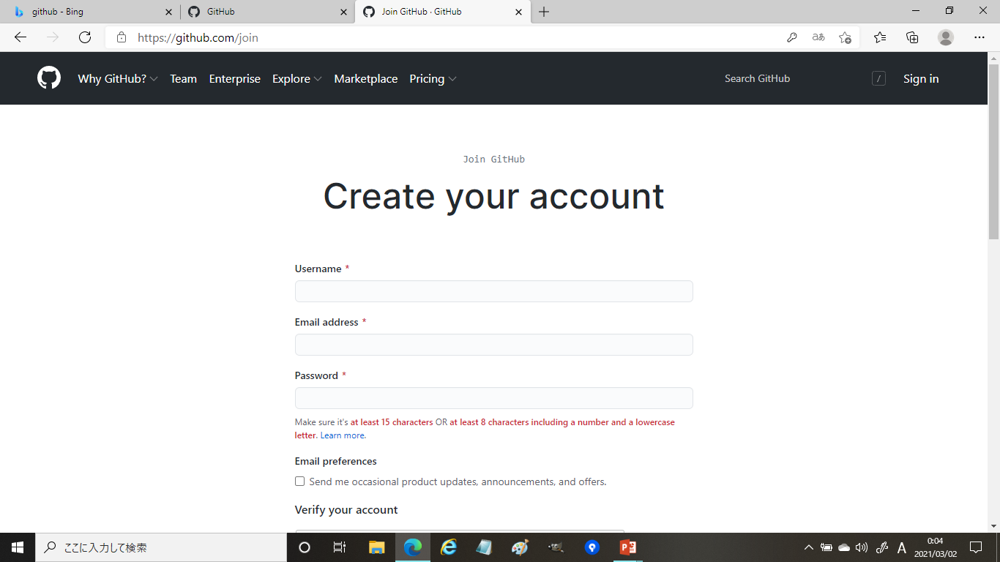 github - Bing
GitHub
Join GitHub · GitHub
https://github.com/join
aあ
Why GitHub?
Team
Enterprise
Explore
Marketplace
Pricing
Search GitHub
/
Sign in
Join GitHub
Create your account
Username *
Email address *
Password *
Make sure it's at least 15 characters OR at least 8 characters including a number and a lowercase
letter. Learn more.
Email preferences
Send me occasional product updates, announcements, and offers.
Verify your account
ここに入力して検索
A
0:04
2021/03/02